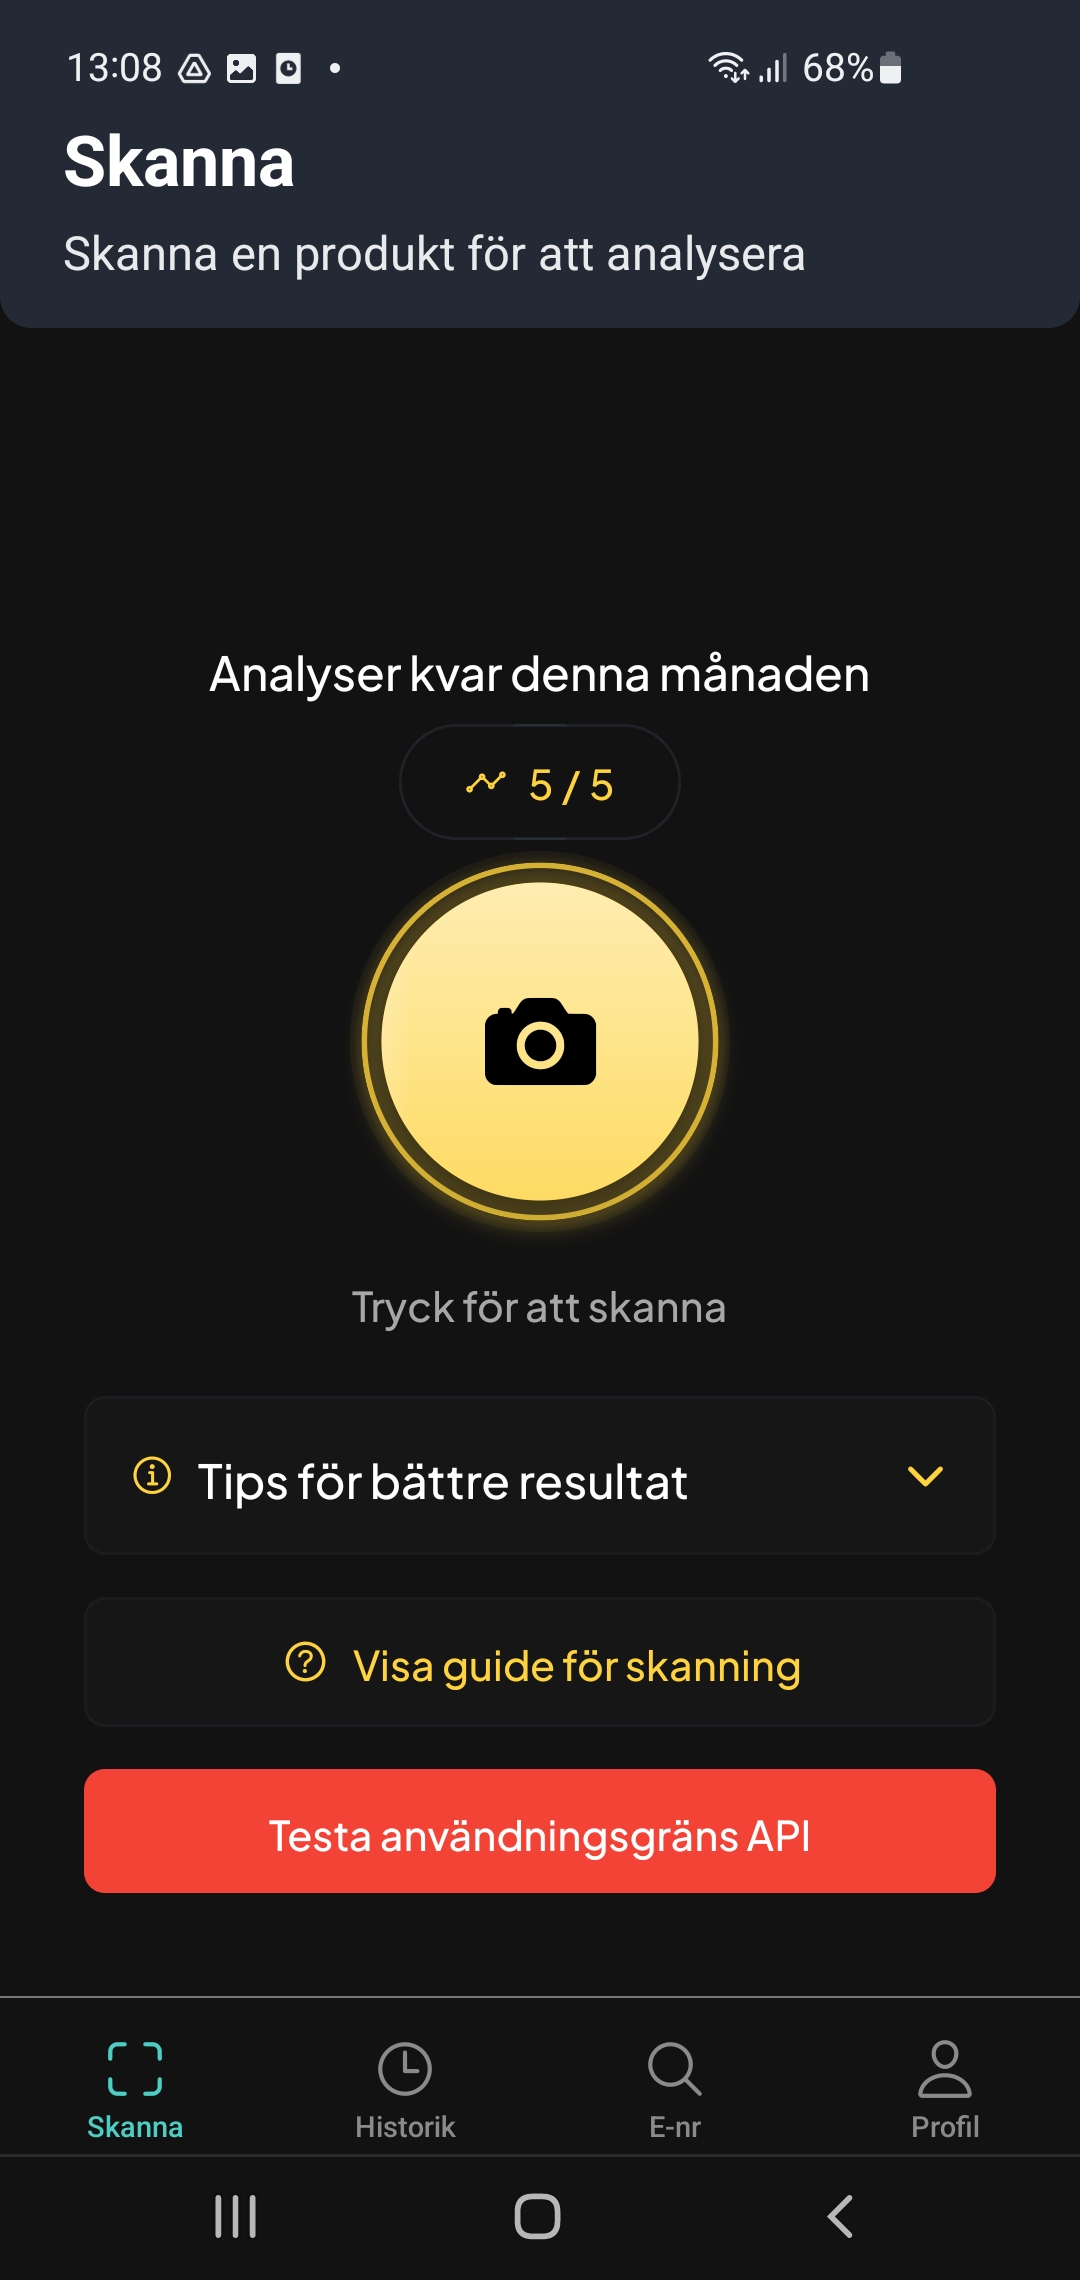 13:08
68%
Skanna
Skanna en produkt för att analysera
Analyser kvar denna månaden
5 / 5
Tryck för att skanna
Tips för bättre resultat
Visa guide för skanning
Testa användningsgräns API
Skanna
Historik
E-nr
Profil